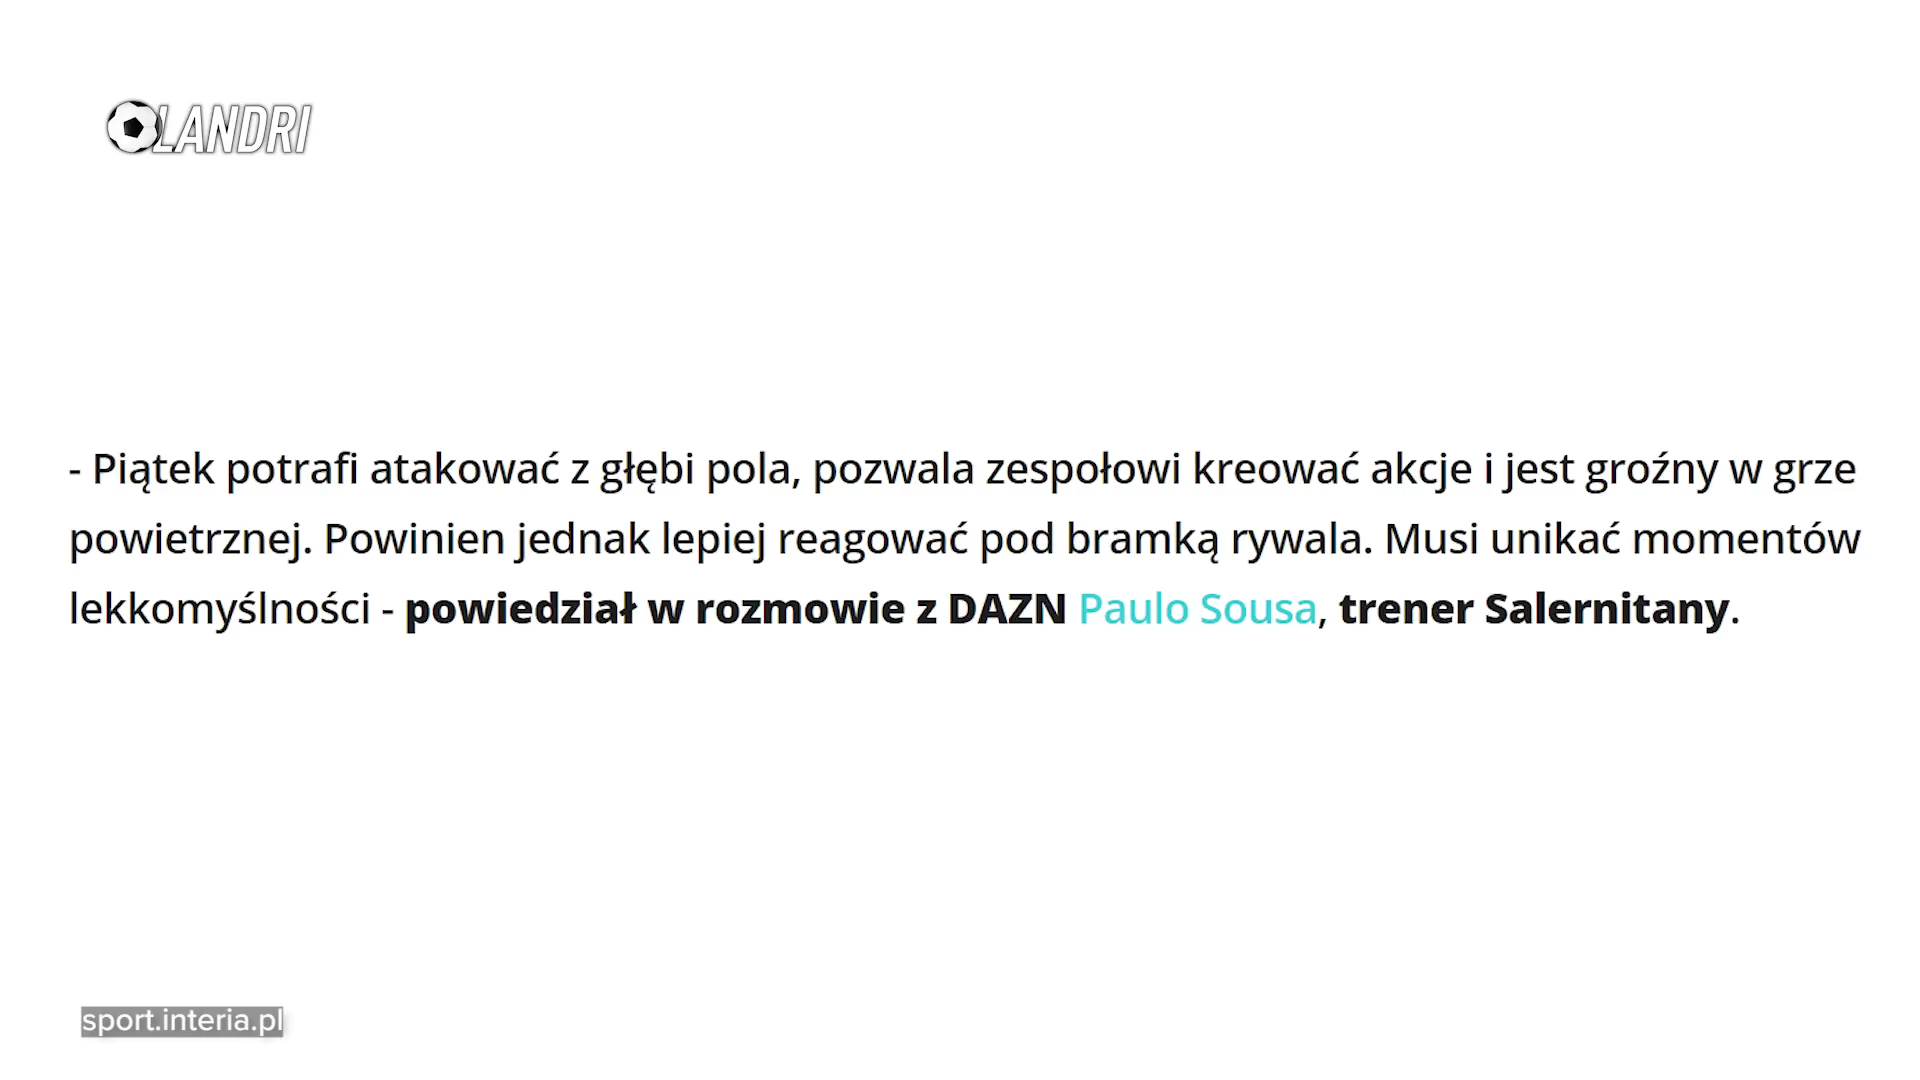 LANDRI
- Piątek potrafi atakować z głębi pola, pozwala zespołowi kreować akcje i jest groźny w grze
powietrznej. Powinien jednak lepiej reagować pod bramką rywala. Musi unikać momentów
lekkomyślności - powiedział w rozmowie z DAZN Paulo Sousa, trener Salernitany.
sport.interia.pl